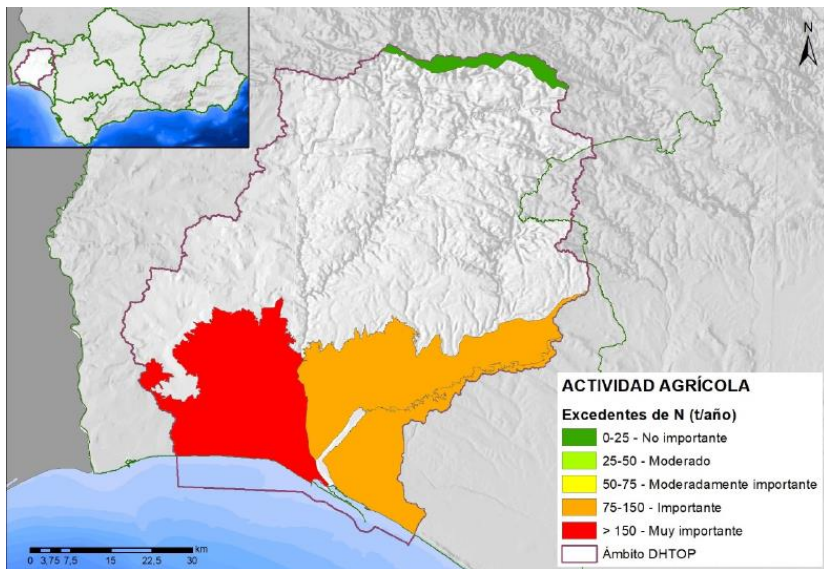 N
ACTIVIDAD AGRÍCOLA
Excedentes de N (t/año)
0-25 - No importante
25-50 - Moderado
50-75 - Moderadamente importante
75-150 - Importante
> 150 - Muy importante
Ámbito DHTOP
km
0 3,75 7,5 15 22,5 30